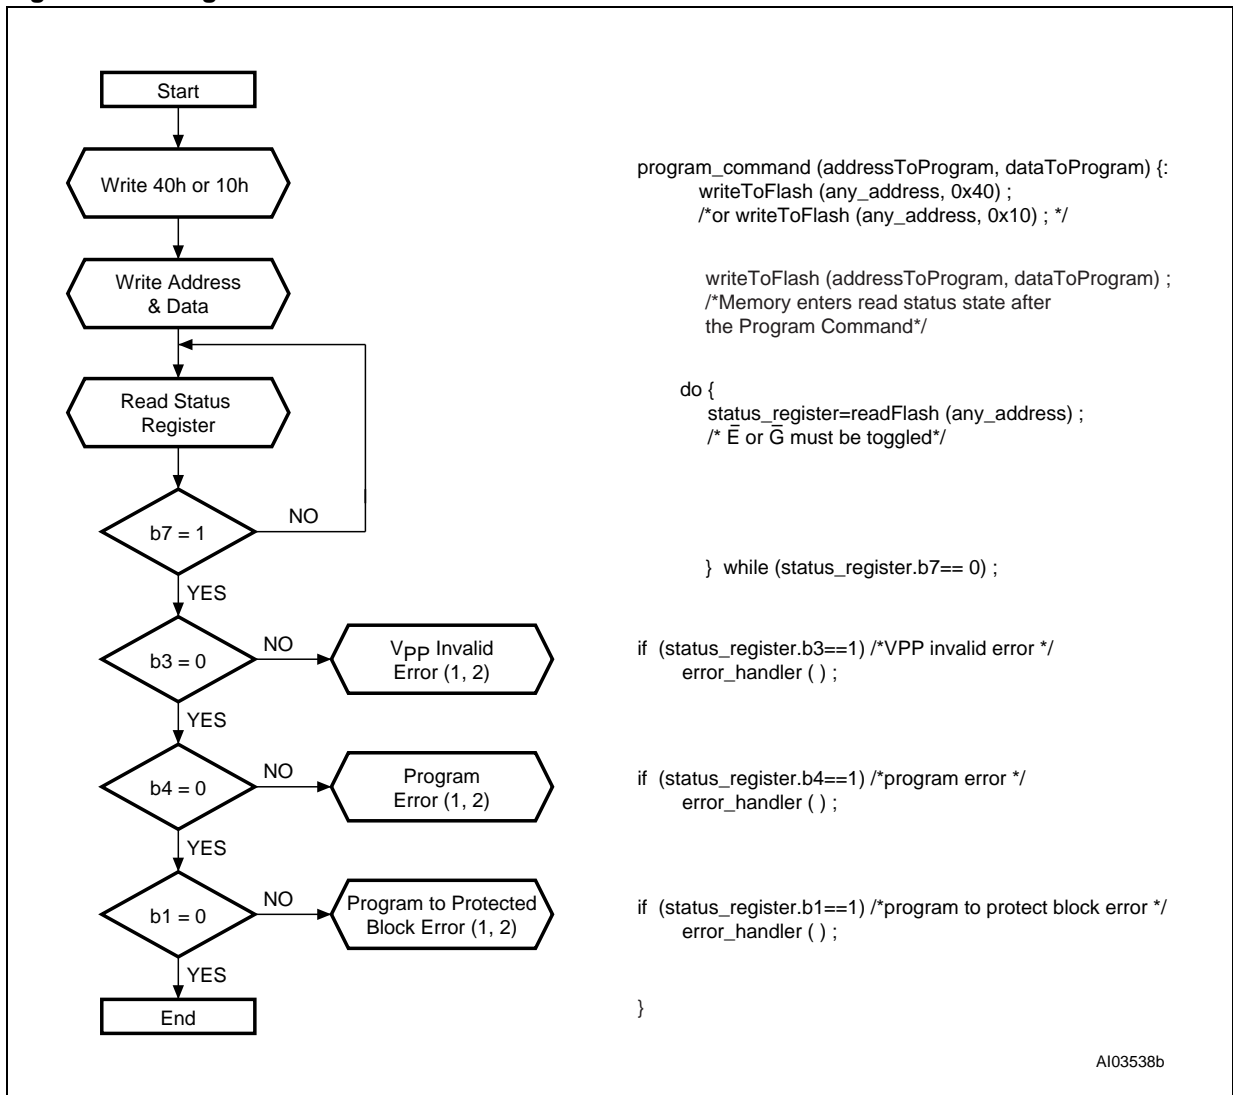 Start
Write 40h or 10h
Write Address
& Data
Read Status
Register
b7 = 1
NO
YES
b3 = 0
NO
VPP Invalid
Error (1, 2)
YES
b4 = 0
NO
Program
Error (1, 2)
YES
b1 = 0
NO
Program to Protected
Block Error (1, 2)
YES
End
program_command (addressToProgram, dataToProgram) {:
writeToFlash (any_address, 0x40) ;
/*or writeToFlash (any_address, 0x10) ; */
writeToFlash (addressToProgram, dataToProgram) ;
/*Memory enters read status state after
the Program Command*/
do {
status_register=readFlash (any_address) ;
/* E̅ or G̅ must be toggled*/
} while (status_register.b7== 0) ;
if (status_register.b3==1) /*VPP invalid error */
error_handler ( ) ;
if (status_register.b4==1) /*program error */
error_handler ( ) ;
if (status_register.b1==1) /*program to protect block error */
error_handler ( ) ;
}
AI03538b